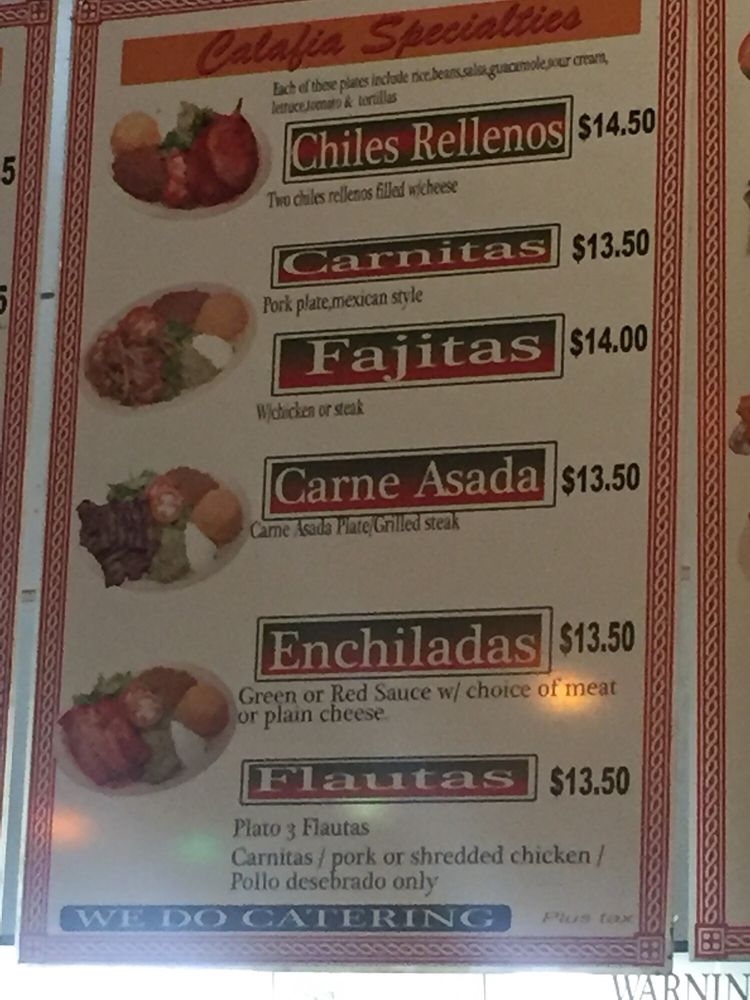 Calafia Specialties
Each of these plates include rice,beans,salsa,guacamole,sour cream,
lettuce,tomato & tortillas
Chiles Rellenos $14.50
Two chiles rellenos filled w/cheese
Carnitas $13.50
Pork plate,mexican style
Fajitas $14.00
W/chicken or steak
Carne Asada $13.50
Carne Asada Plate/Grilled steak
Enchiladas $13.50
Green or Red Sauce w/ choice of meat
or plain cheese
Flautas $13.50
Plato 3 Flautas
Carnitas / pork or shredded chicken /
Pollo desebrado only
WE DO CATERING Plus tax
5
5
WARNIN